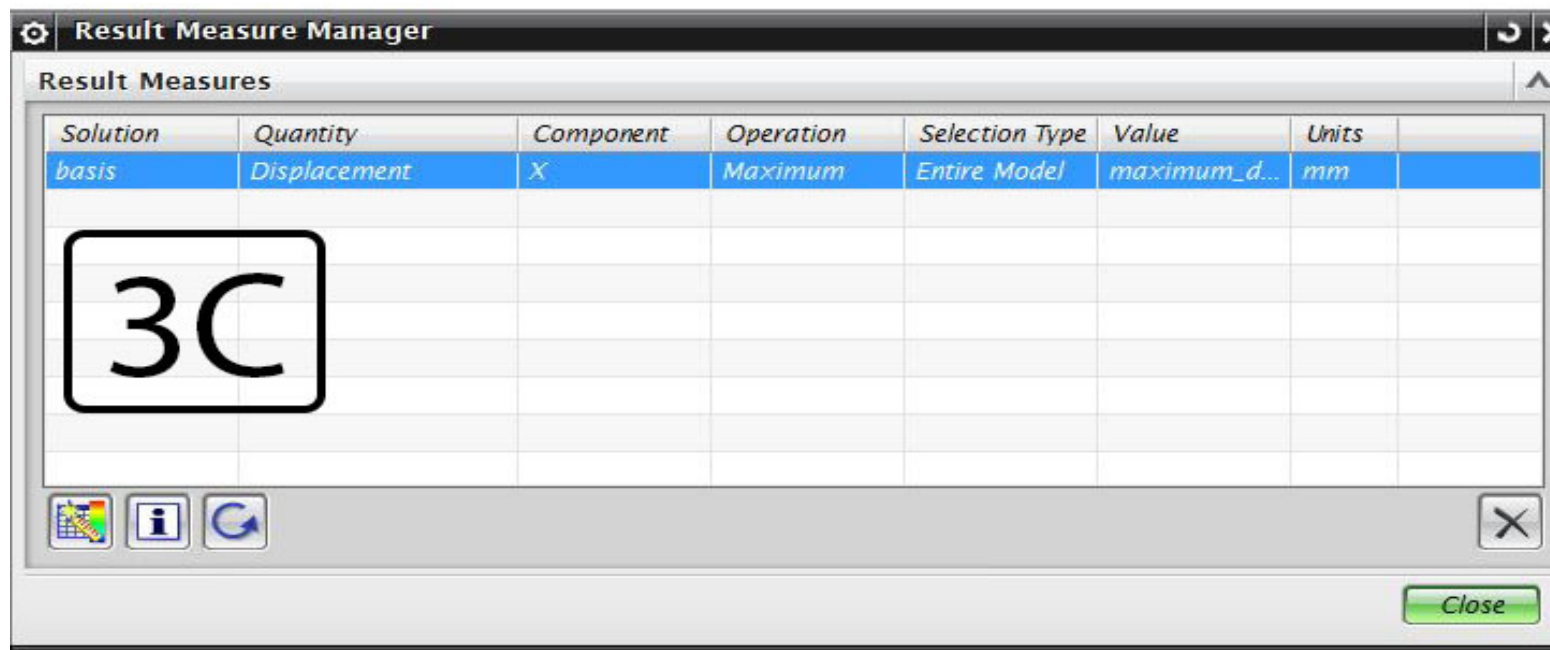 Result Measure Manager
Result Measures
Solution Quantity Component Operation Selection Type Value Units
basis Displacement X Maximum Entire Model maximum_d... mm
3C
Close